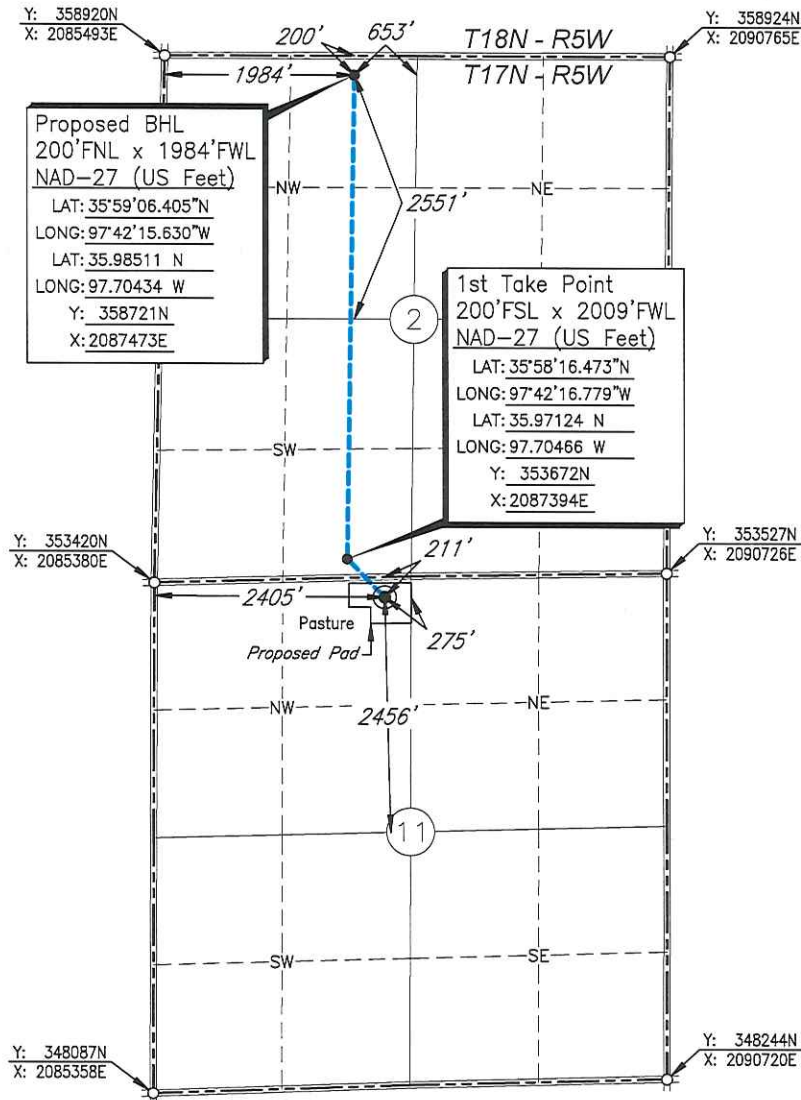 Y: 358920N
X: 2085493E
200'
653'
T18N - R5W
Y: 358924N
X: 2090765E
1984'
T17N - R5W
Proposed BHL
200'FNL x 1984'FWL
NAD-27 (US Feet)
LAT: 35°59'06.405"N
LONG: 97°42'15.630"W
LAT: 35.98511 N
LONG: 97.70434 W
Y: 358721N
X: 2087473E
NW
NE
2551'
2
1st Take Point
200'FSL x 2009'FWL
NAD-27 (US Feet)
LAT: 35°58'16.473"N
LONG: 97°42'16.779"W
LAT: 35.97124 N
LONG: 97.70466 W
Y: 353672N
X: 2087394E
SW
Y: 353420N
X: 2085380E
211'
Y: 353527N
X: 2090726E
2405'
Pasture
275'
Proposed Pad
NW
2456'
NE
11
SW
SE
Y: 348087N
X: 2085358E
Y: 348244N
X: 2090720E